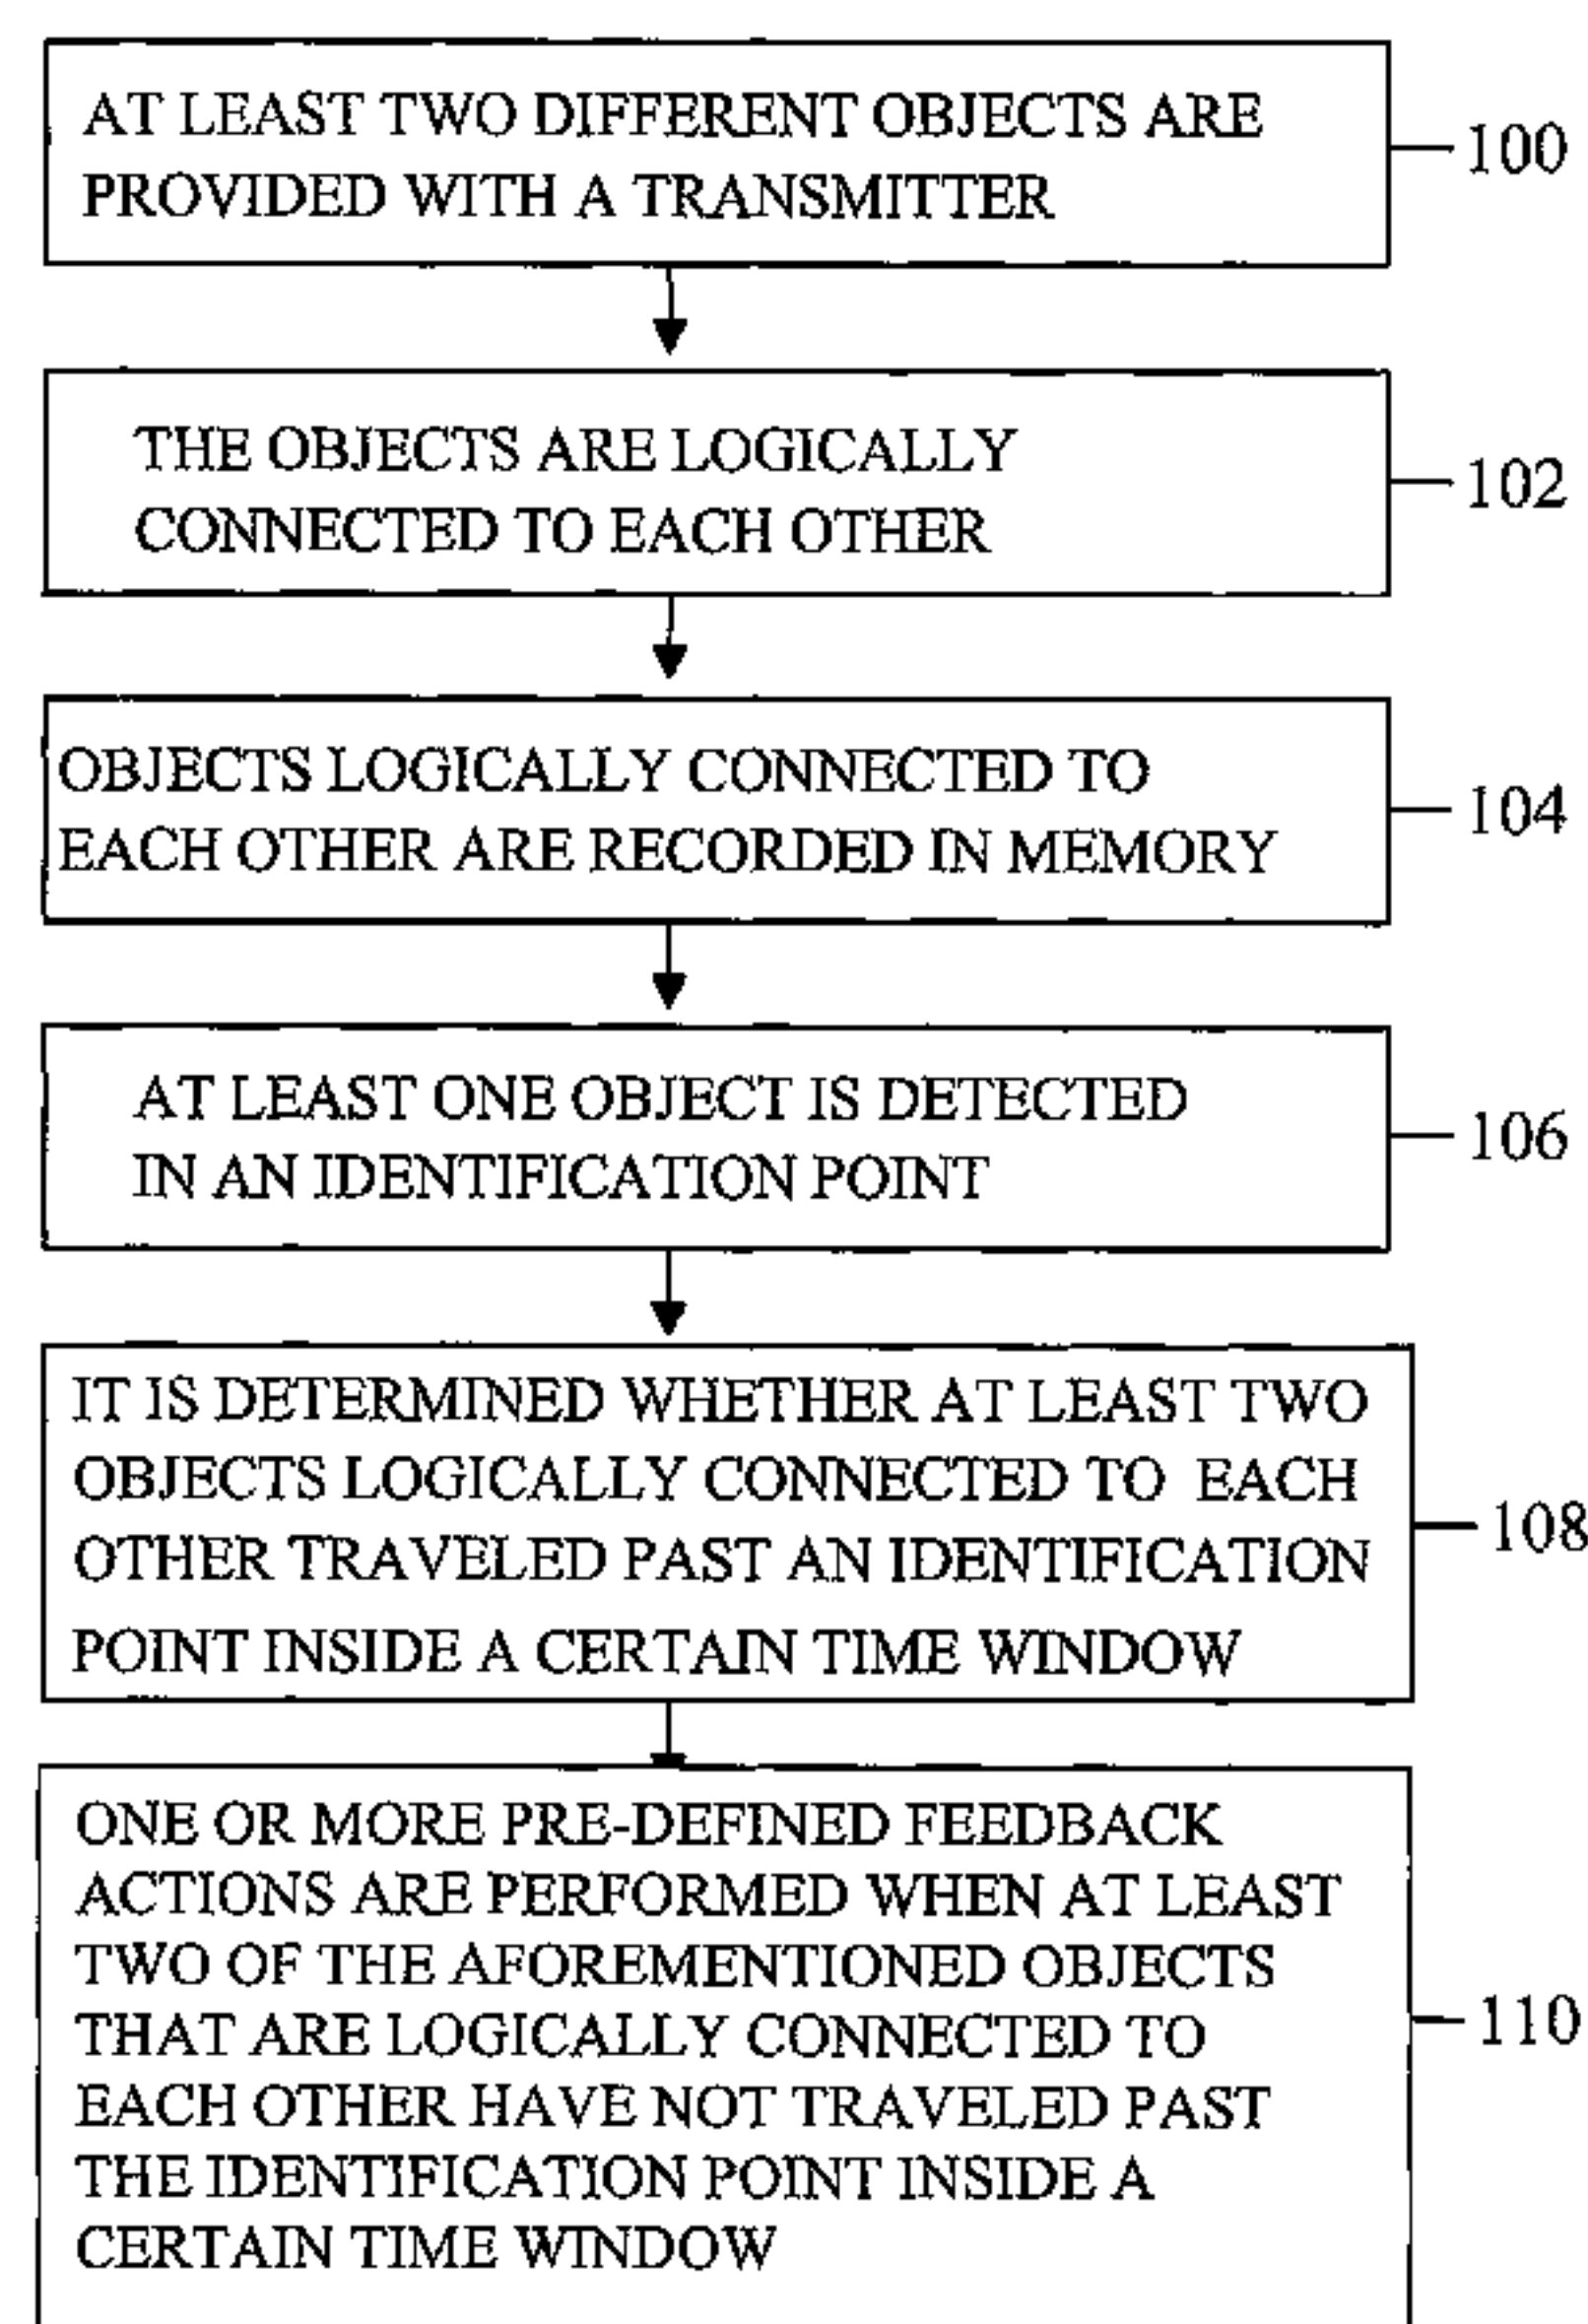 AT LEAST TWO DIFFERENT OBJECTS ARE
PROVIDED WITH A TRANSMITTER
100
THE OBJECTS ARE LOGICALLY
CONNECTED TO EACH OTHER
102
OBJECTS LOGICALLY CONNECTED TO
EACH OTHER ARE RECORDED IN MEMORY
104
AT LEAST ONE OBJECT IS DETECTED
IN AN IDENTIFICATION POINT
106
IT IS DETERMINED WHETHER AT LEAST TWO
OBJECTS LOGICALLY CONNECTED TO EACH
OTHER TRAVELED PAST AN IDENTIFICATION
POINT INSIDE A CERTAIN TIME WINDOW
108
ONE OR MORE PRE-DEFINED FEEDBACK
ACTIONS ARE PERFORMED WHEN AT LEAST
TWO OF THE AFOREMENTIONED OBJECTS
THAT ARE LOGICALLY CONNECTED TO
EACH OTHER HAVE NOT TRAVELED PAST
THE IDENTIFICATION POINT INSIDE A
CERTAIN TIME WINDOW
110